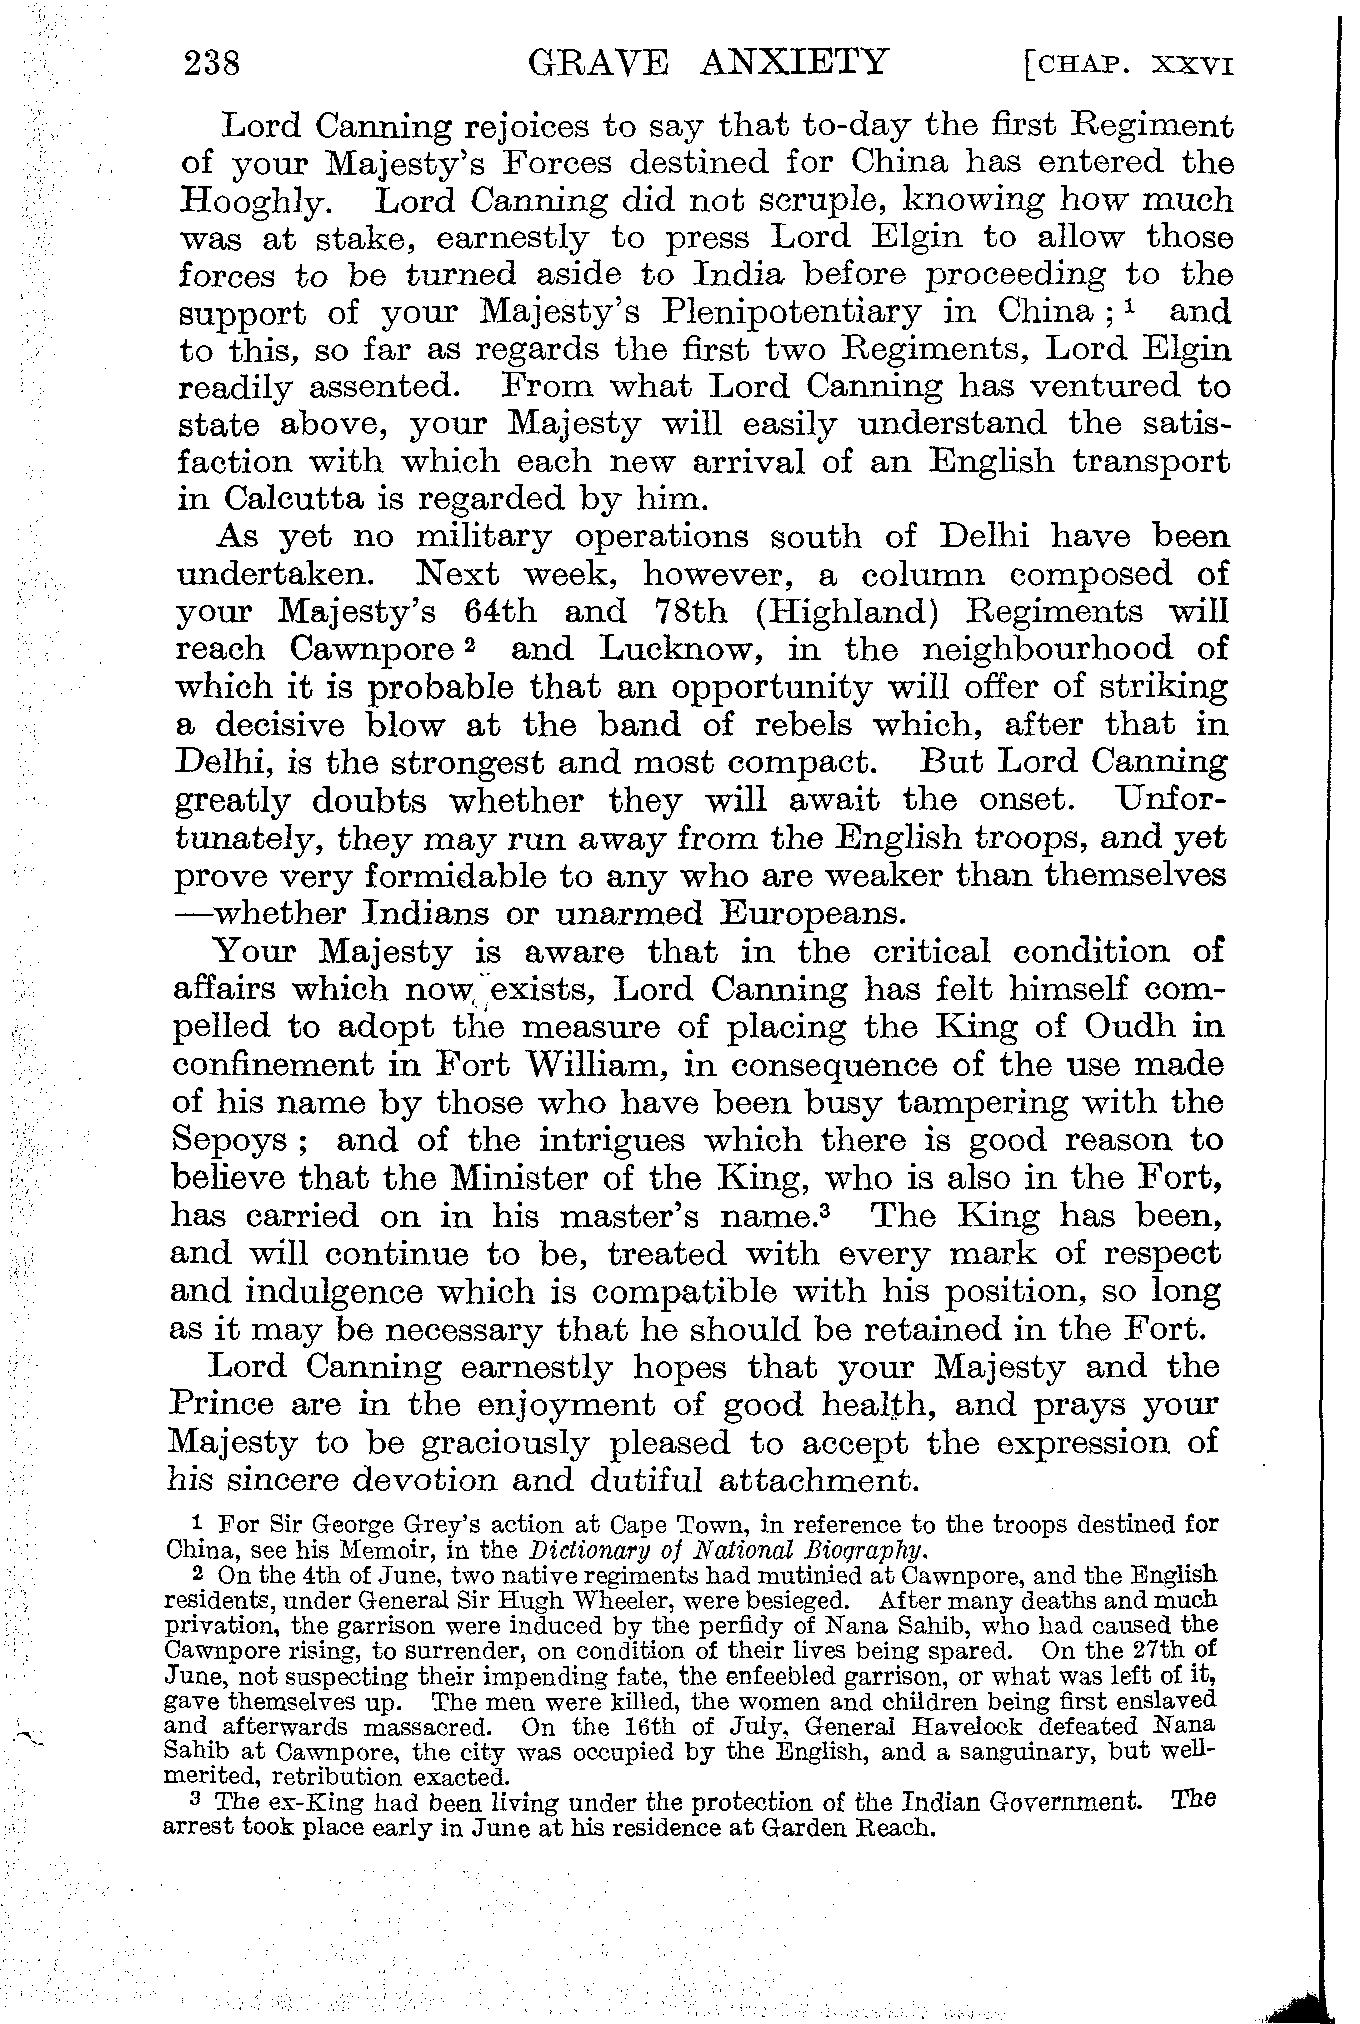 238 GRAVE ANXIETY [CHAP. XXVI
Lord Canning rejoices to say that to-day the first Regiment
of your Majesty's Forces destined for China has entered the
Hooghly. Lord Canning did not scruple, knowing how much
was at stake, earnestly to press Lord Elgin to allow those
forces to be turned aside to India before proceeding to the
support of your Majesty's Plenipotentiary in China ; 1 and
to this, so far as regards the first two Regiments, Lord Elgin
readily assented. From what Lord Canning has ventured to
state above, your Majesty will easily understand the satis-
faction with which each new arrival of an English transport
in Calcutta is regarded by him.
As yet no military operations south of Delhi have been
undertaken. Next week, however, a column composed of
your Majesty's 64th and 78th (Highland) Regiments will
reach Cawnpore 2 and Lucknow, in the neighbourhood of
which it is probable that an opportunity will offer of striking
a decisive blow at the band of rebels which, after that in
Delhi, is the strongest and most compact. But Lord Canning
greatly doubts whether they will await the onset. Unfor-
tunately, they may run away from the English troops, and yet
prove very formidable to any who are weaker than themselves
—whether Indians or unarmed Europeans.
Your Majesty is aware that in the critical condition of
affairs which now exists, Lord Canning has felt himself com-
pelled to adopt the measure of placing the King of Oudh in
confinement in Fort William, in consequence of the use made
of his name by those who have been busy tampering with the
Sepoys ; and of the intrigues which there is good reason to
believe that the Minister of the King, who is also in the Fort,
has carried on in his master's name.3 The King has been,
and will continue to be, treated with every mark of respect
and indulgence which is compatible with his position, so long
as it may be necessary that he should be retained in the Fort.
Lord Canning earnestly hopes that your Majesty and the
Prince are in the enjoyment of good health, and prays your
Majesty to be graciously pleased to accept the expression of
his sincere devotion and dutiful attachment.
1 For Sir George Grey's action at Cape Town, in reference to the troops destined for
China, see his Memoir, in the Dictionary of National Biography.
2 On the 4th of June, two native regiments had mutinied at Cawnpore, and the English
residents, under General Sir Hugh Wheeler, were besieged. After many deaths and much
privation, the garrison were induced by the perfidy of Nana Sahib, who had caused the
Cawnpore rising, to surrender, on condition of their lives being spared. On the 27th of
June, not suspecting their impending fate, the enfeebled garrison, or what was left of it,
gave themselves up. The men were killed, the women and children being first enslaved
and afterwards massacred. On the 16th of July, General Havelock defeated Nana
Sahib at Cawnpore, the city was occupied by the English, and a sanguinary, but well-
merited, retribution exacted.
3 The ex-King had been living under the protection of the Indian Government. The
arrest took place early in June at his residence at Garden Reach.